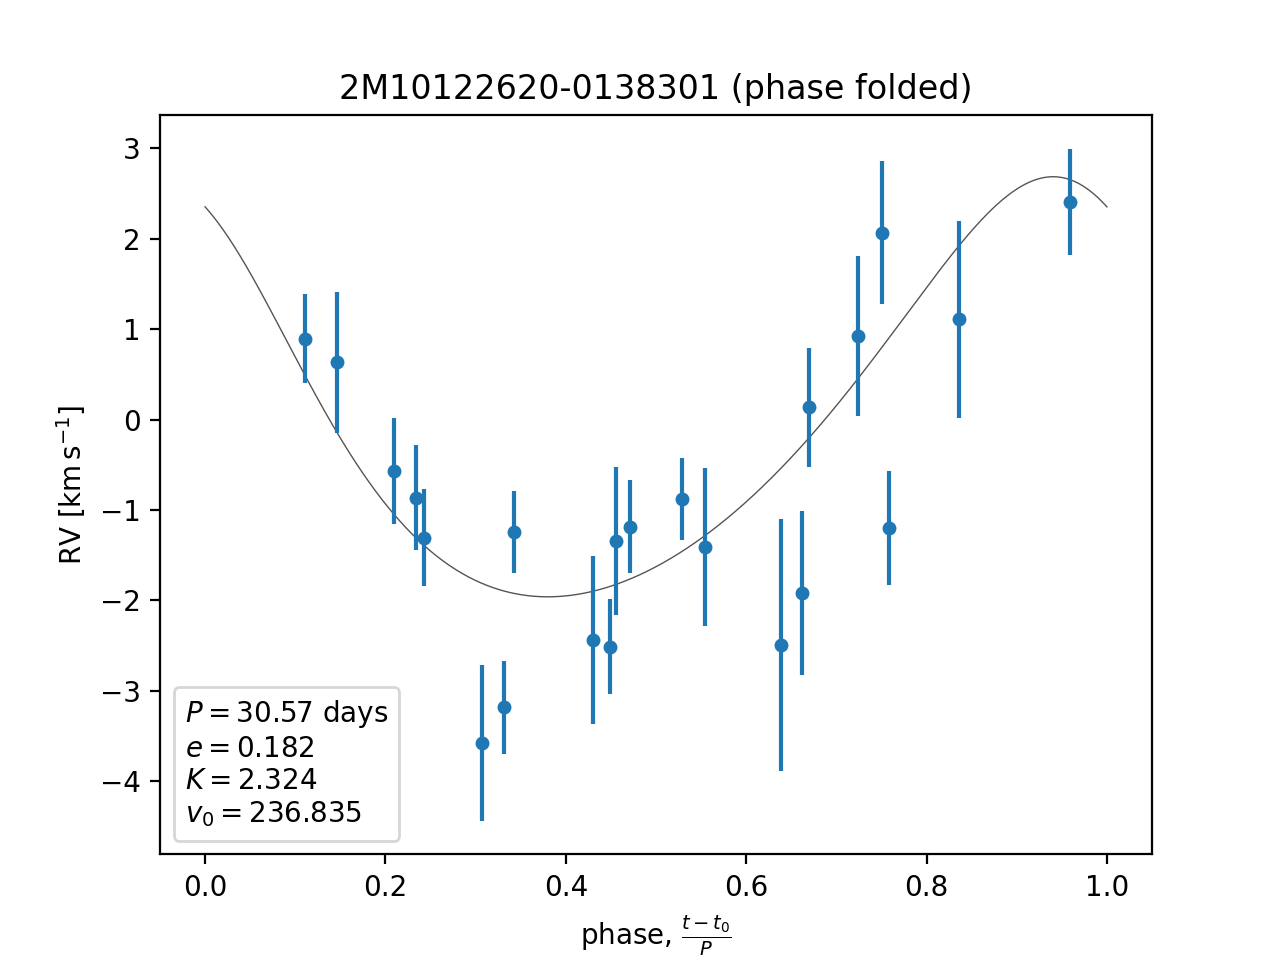 2M10122620-0138301 (phase folded)
RV [km s⁻¹]
3
2
1
0
−1
−2
−3
−4
P = 30.57 days
e = 0.182
K = 2.324
v₀ = 236.835
0.0 0.2 0.4 0.6 0.8 1.0
phase, (t − t₀)/P